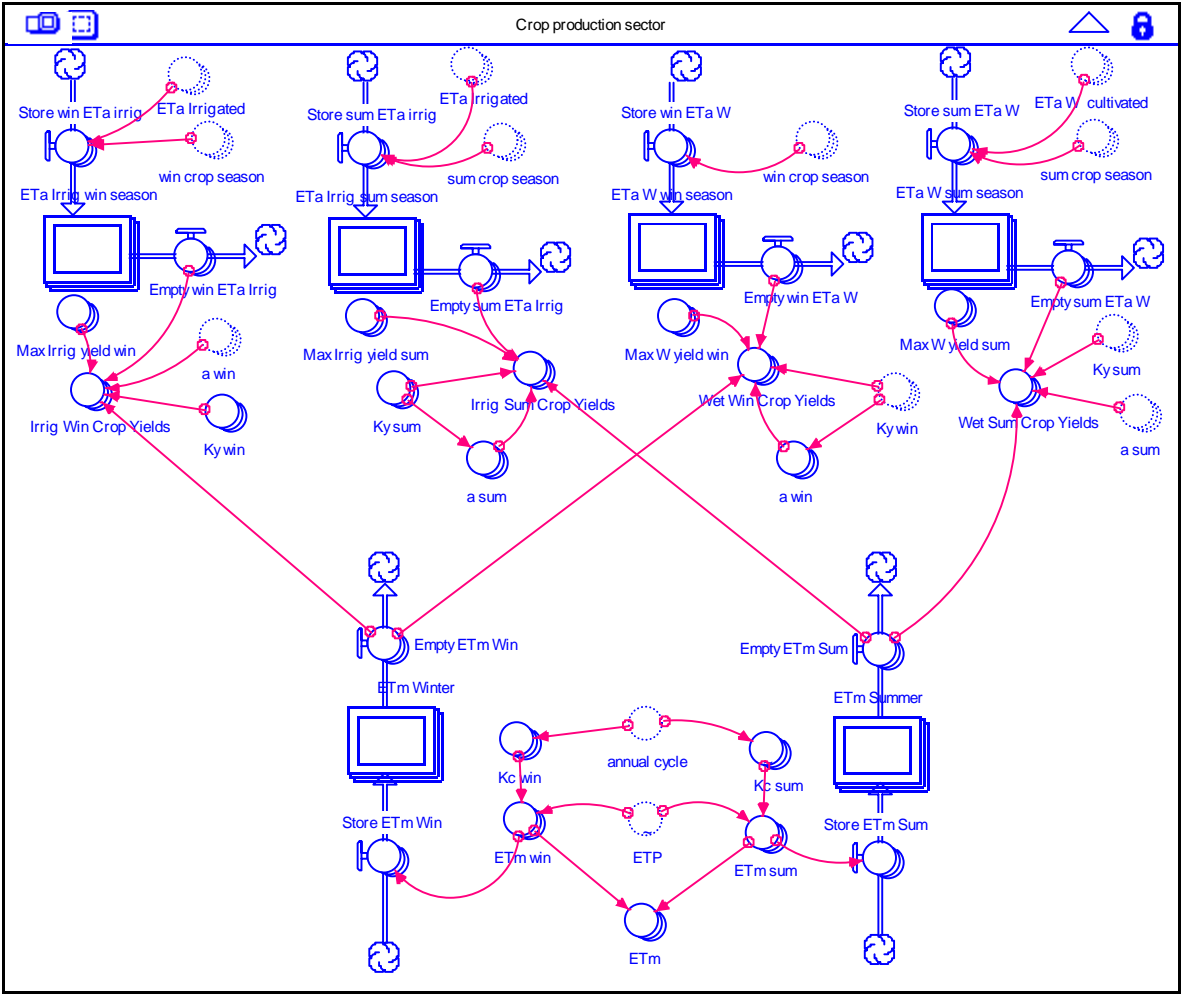 Crop production sector
Store win ETa irrig
ETa Irrigated
win crop season
ETa Irrig win season
Empty win ETa Irrig
Max Irrig yield win
a win
Irrig Win Crop Yields
Ky win
Store sum ETa irrig
ETa Irrigated
sum crop season
ETa Irrig sum season
Empty sum ETa Irrig
Max Irrig yield sum
Irrig Sum Crop Yields
Ky sum
a sum
Store win ETa W
win crop season
ETa W win season
Empty win ETa W
Max W yield win
Wet Win Crop Yields
Ky win
a win
Store sum ETa W
ETa W cultivated
sum crop season
ETa W sum season
Empty sum ETa W
Max W yield sum
Ky sum
Wet Sum Crop Yields
a sum
Empty ETm Win
ETm Winter
Store ETm Win
Empty ETm Sum
ETm Summer
Store ETm Sum
annual cycle
Kc win
Kc sum
~
ETm win
ETP
ETm sum
ETm